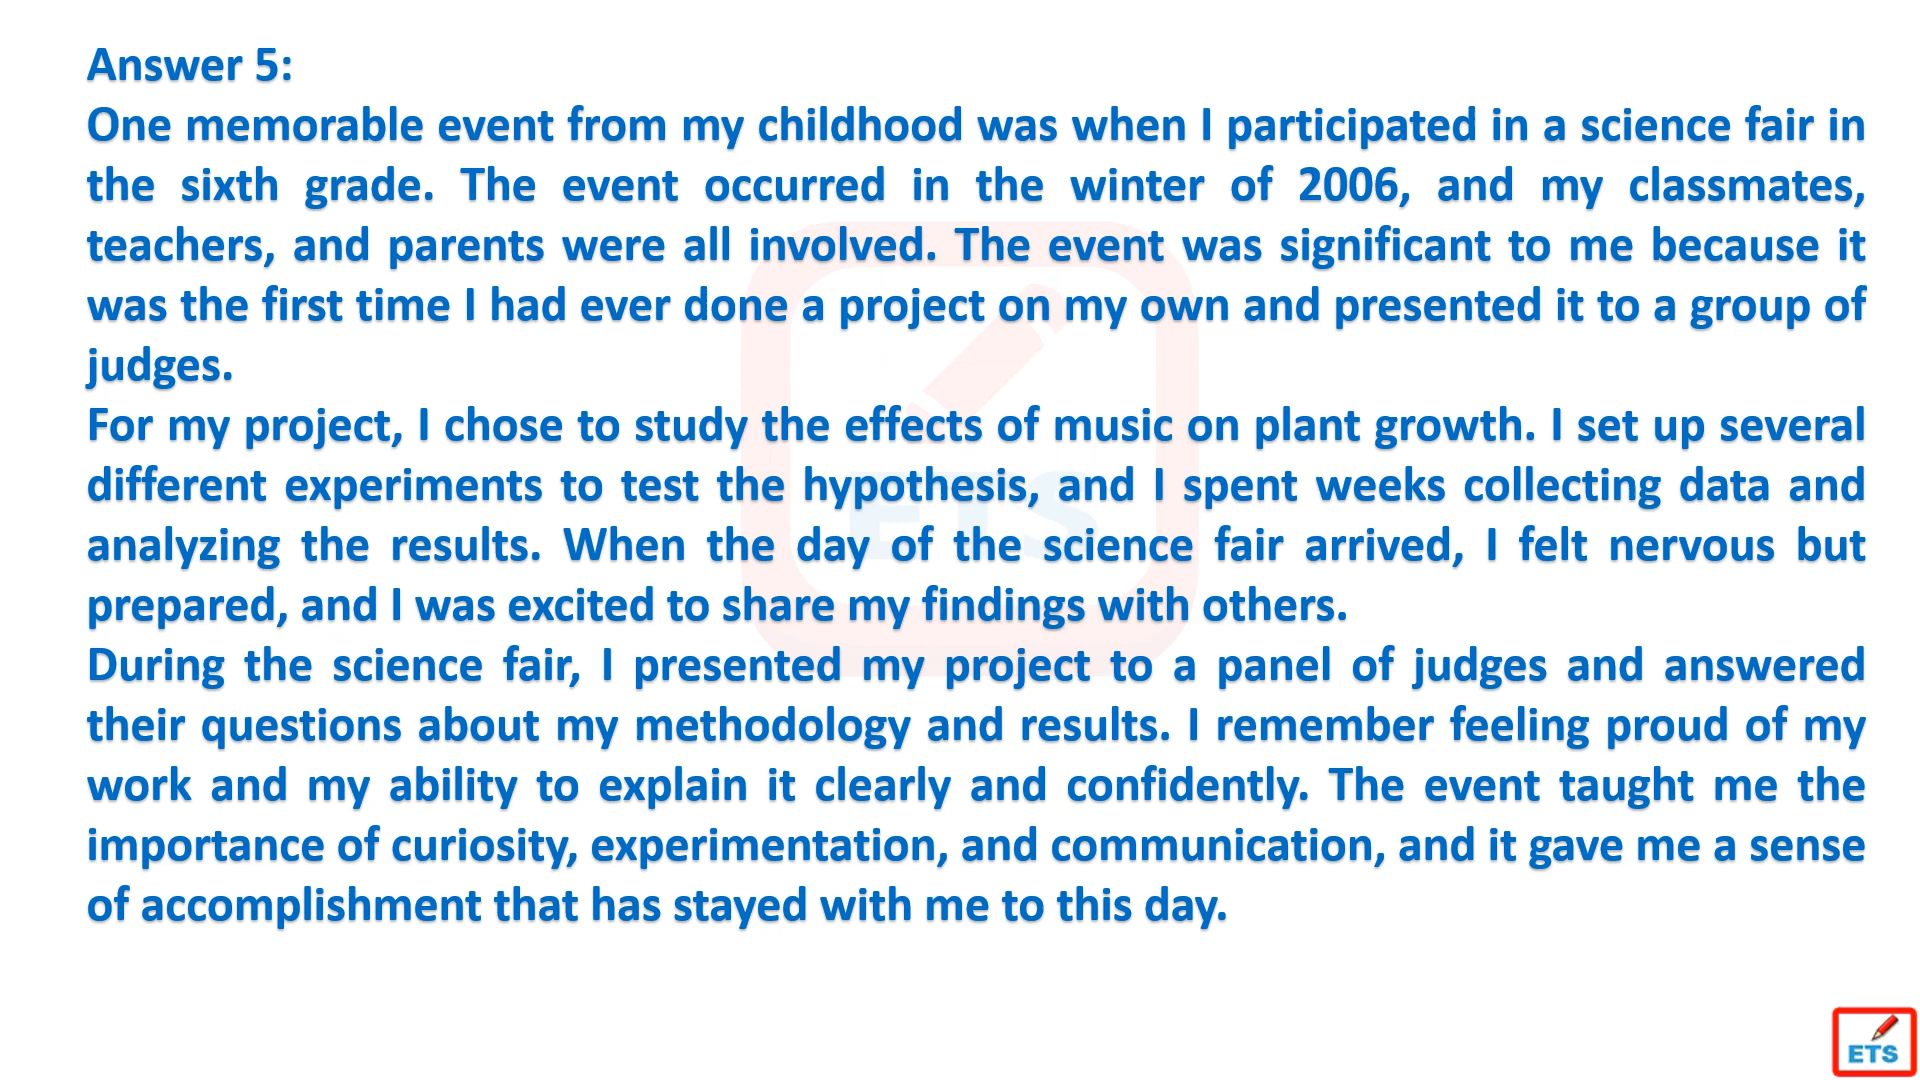 Answer 5:
One memorable event from my childhood was when I participated in a science fair in
the sixth grade. The event occurred in the winter of 2006, and my classmates,
teachers, and parents were all involved. The event was significant to me because it
was the first time I had ever done a project on my own and presented it to a group of
judges.
For my project, I chose to study the effects of music on plant growth. I set up several
different experiments to test the hypothesis, and I spent weeks collecting data and
analyzing the results. When the day of the science fair arrived, I felt nervous but
prepared, and I was excited to share my findings with others.
During the science fair, I presented my project to a panel of judges and answered
their questions about my methodology and results. I remember feeling proud of my
work and my ability to explain it clearly and confidently. The event taught me the
importance of curiosity, experimentation, and communication, and it gave me a sense
of accomplishment that has stayed with me to this day.
ETS
ETS